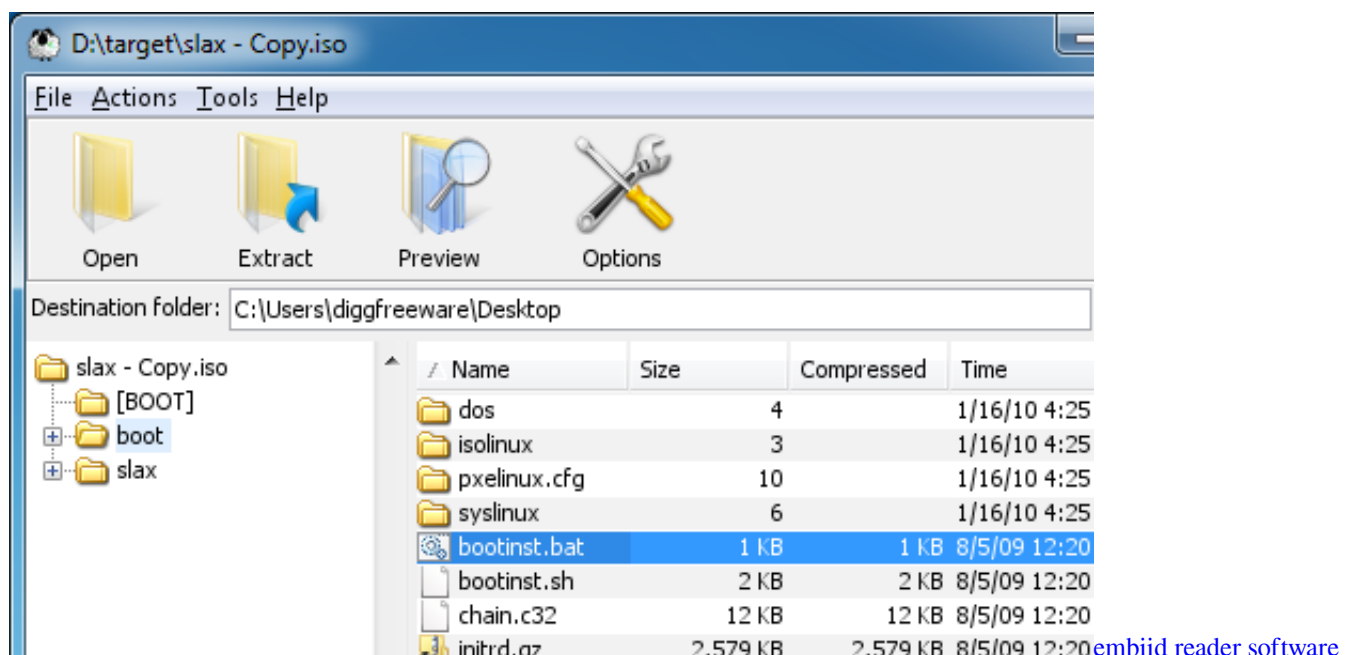 D:\target\slax - Copy.iso
File Actions Tools Help
Open Extract Preview Options
Destination folder: C:\Users\diggfreeware\Desktop
slax - Copy.iso
[BOOT]
boot
slax
Name Size Compressed Time
dos 4 1/16/10 4:25
isolinux 3 1/16/10 4:25
pxelinux.cfg 10 1/16/10 4:25
syslinux 6 1/16/10 4:25
bootinst.bat 1 KB 1 KB 8/5/09 12:20
bootinst.sh 2 KB 2 KB 8/5/09 12:20
chain.c32 12 KB 12 KB 8/5/09 12:20
initrd.gz 2,579 KB 2,579 KB 8/5/09 12:20
embiid reader software